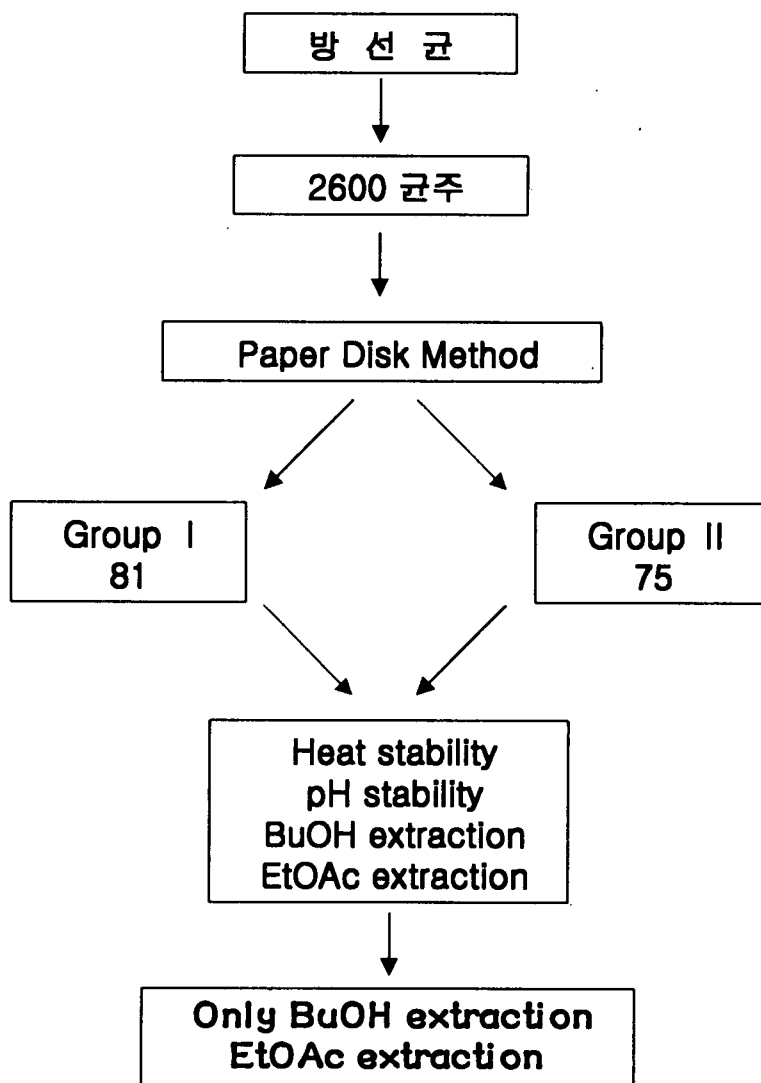 방 선 균
2600 균주
Paper Disk Method
Group I
81
Group II
75
Heat stability
pH stability
BuOH extraction
EtOAc extraction
Only BuOH extraction
EtOAc extraction